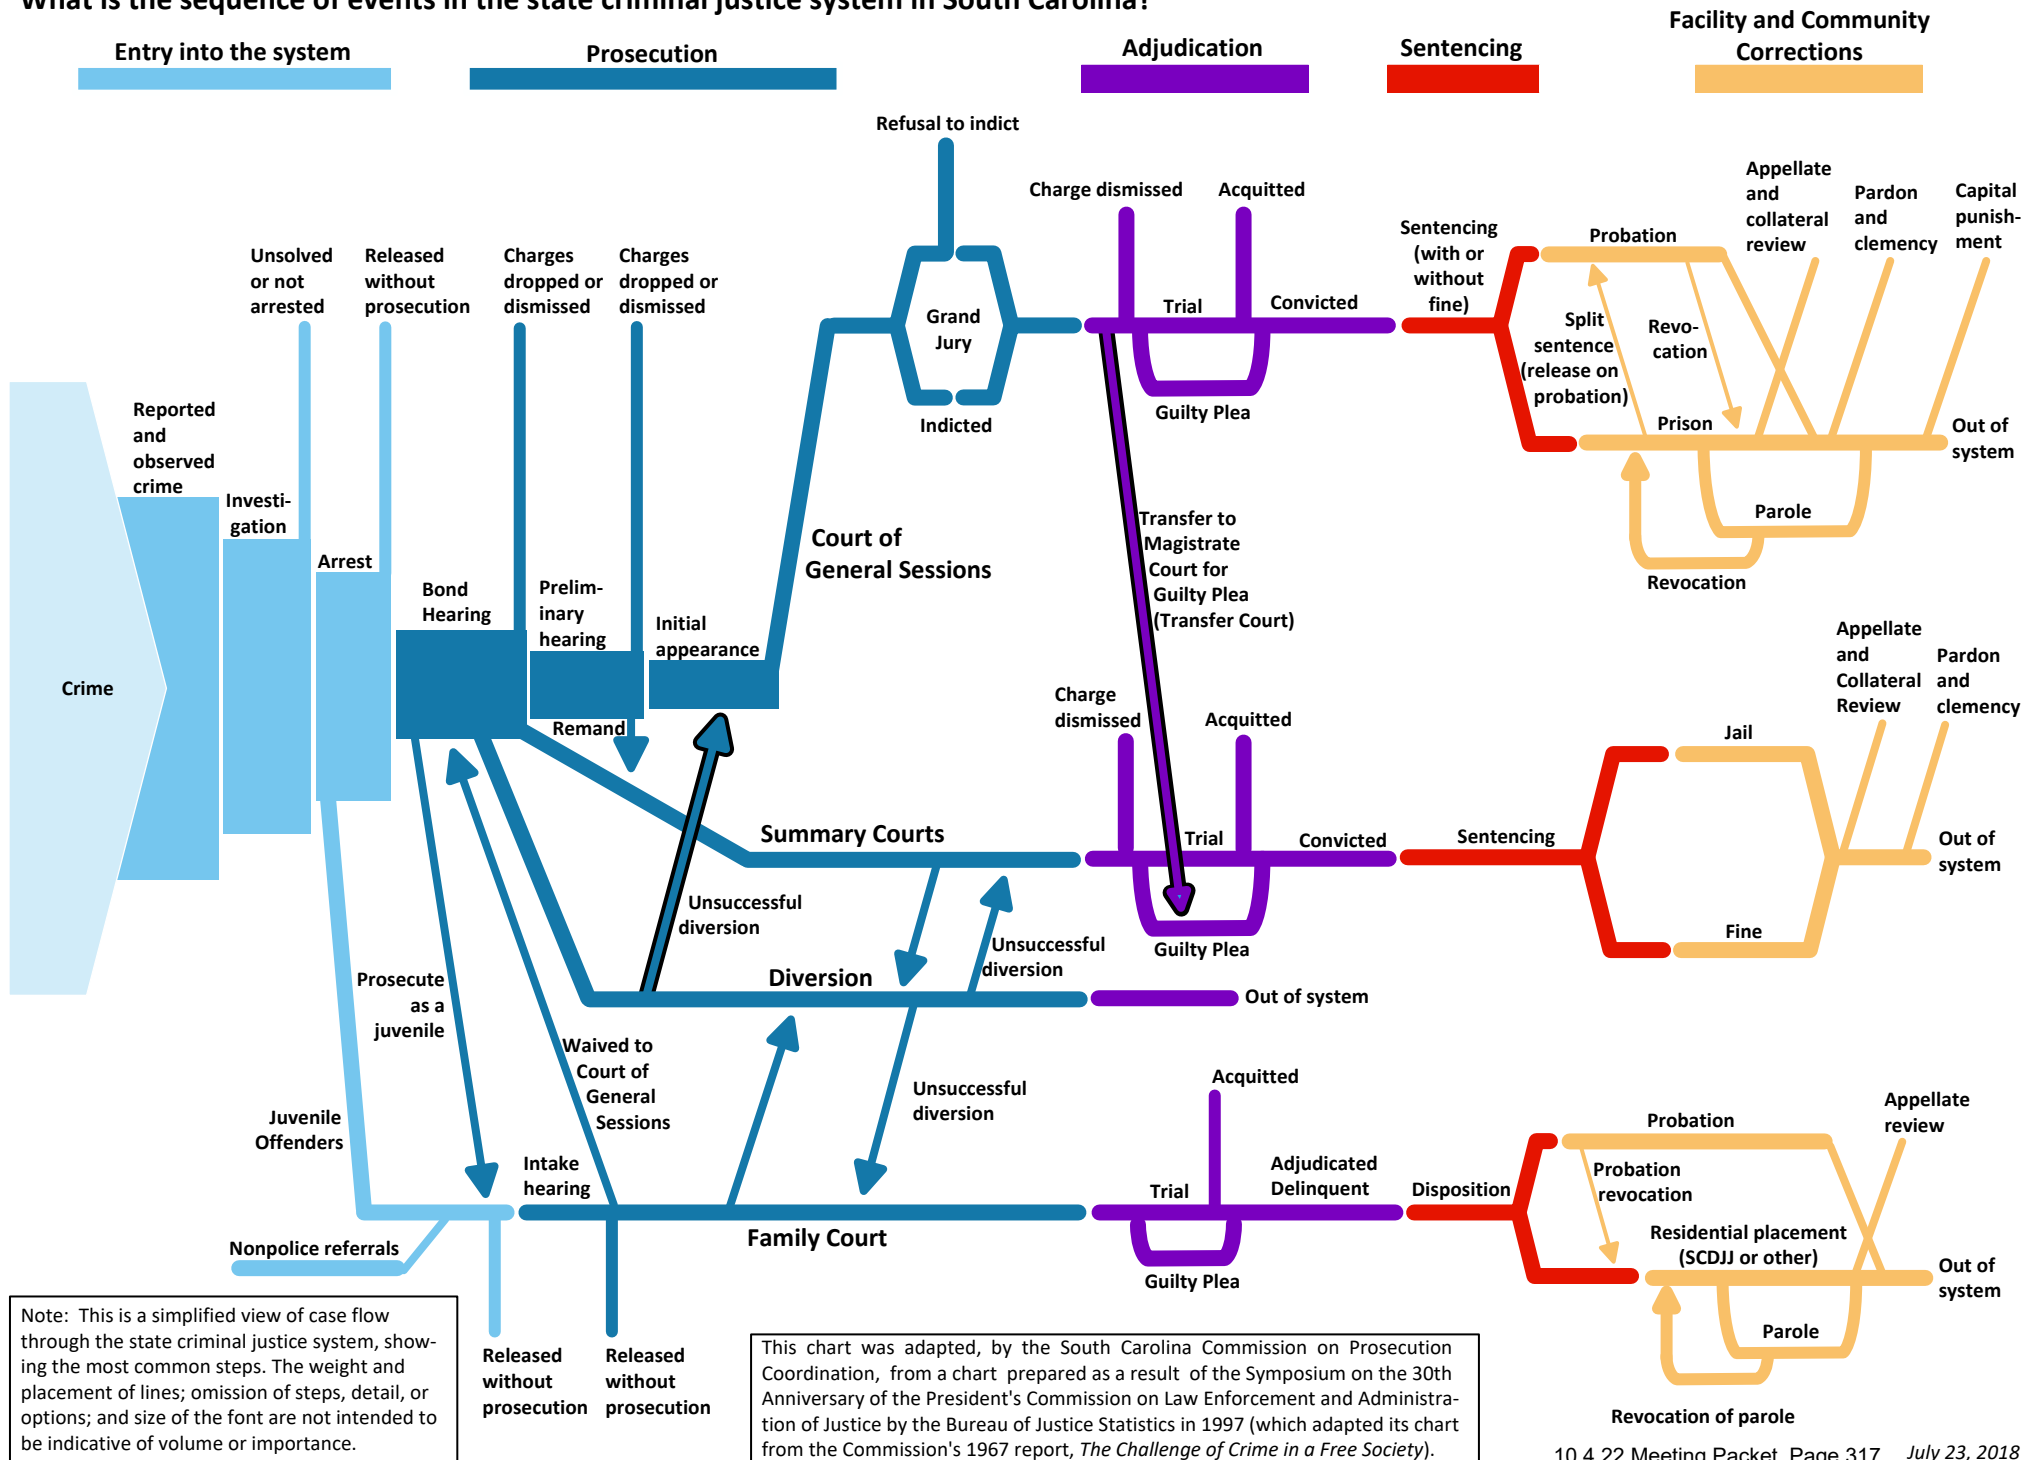 What is the sequence of events in the state criminal justice system in South Carolina?
Entry into the system
Prosecution
Adjudication
Sentencing
Facility and Community
Corrections
Refusal to indict
Grand
Jury
Indicted
Charge dismissed
Acquitted
Trial
Convicted
Guilty Plea
Sentencing
(with or
without
fine)
Probation
Split
sentence
(release on
probation)
Revo-
cation
Prison
Appellate
and
collateral
review
Pardon
and
clemency
Capital
punish-
ment
Out of
system
Parole
Revocation
Unsolved
or not
arrested
Released
without
prosecution
Charges
dropped or
dismissed
Charges
dropped or
dismissed
Crime
Reported
and
observed
crime
Investi-
gation
Arrest
Bond
Hearing
Prelim-
inary
hearing
Initial
appearance
Remand
Court of
General Sessions
Transfer to
Magistrate
Court for
Guilty Plea
(Transfer Court)
Summary Courts
Charge
dismissed
Acquitted
Trial
Convicted
Guilty Plea
Sentencing
Jail
Fine
Appellate
and
Collateral
Review
Pardon
and
clemency
Out of
system
Unsuccessful
diversion
Unsuccessful
diversion
Diversion
Out of system
Prosecute
as a
juvenile
Waived to
Court of
General
Sessions
Unsuccessful
diversion
Juvenile
Offenders
Intake
hearing
Nonpolice referrals
Family Court
Acquitted
Trial
Adjudicated
Delinquent
Guilty Plea
Disposition
Probation
Probation
revocation
Residential placement
(SCDJJ or other)
Appellate
review
Out of
system
Parole
Revocation of parole
Released
without
prosecution
Released
without
prosecution
Note: This is a simplified view of case flow
through the state criminal justice system, show-
ing the most common steps. The weight and
placement of lines; omission of steps, detail, or
options; and size of the font are not intended to
be indicative of volume or importance.
This chart was adapted, by the South Carolina Commission on Prosecution
Coordination, from a chart prepared as a result of the Symposium on the 30th
Anniversary of the President's Commission on Law Enforcement and Administra-
tion of Justice by the Bureau of Justice Statistics in 1997 (which adapted its chart
from the Commission's 1967 report, The Challenge of Crime in a Free Society).
10.4.22 Meeting Packet, Page 317
July 23, 2018